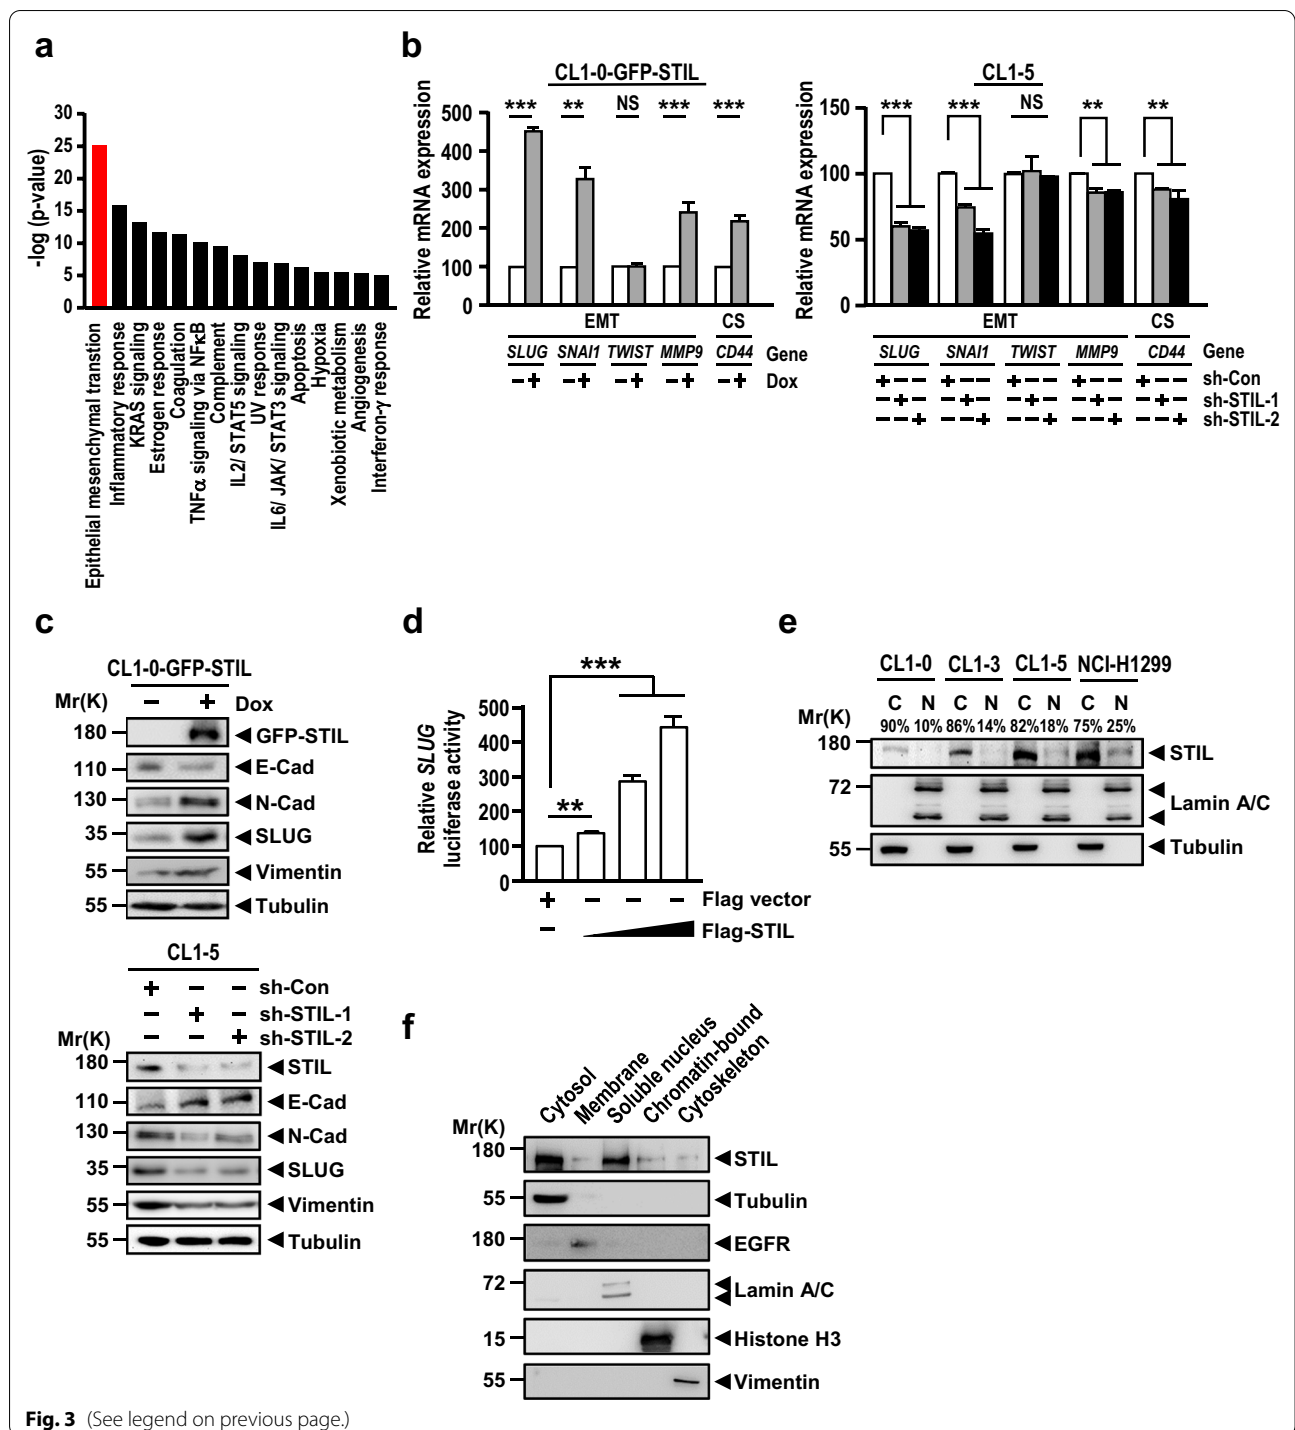 a
30
25
20
15
10
5
0
-log (p-value)
Epithelial mesenchymal transtion
Inflammatory response
KRAS signaling
Estrogen response
Coagulation
TNFα signaling via NFκB
Complement
IL2/ STAT5 signaling
UV response
IL6/ JAK/ STAT3 signaling
Apoptosis
Hypoxia
Xenobiotic metabolism
Angiogenesis
Interferon-γ response
b
CL1-0-GFP-STIL
*** ** NS *** ***
Relative mRNA expression
500
400
300
200
100
0
EMT CS
SLUG SNAI1 TWIST MMP9 CD44 Gene
− + − + − + − + − + Dox
CL1-5
*** *** NS ** **
Relative mRNA expression
150
100
50
0
EMT CS
SLUG SNAI1 TWIST MMP9 CD44 Gene
+ − − + − − + − − + − − + − − sh-Con
− + − − + − − + − − + − − + − sh-STIL-1
− − + − − + − − + − − + − − + sh-STIL-2
c
CL1-0-GFP-STIL
Mr(K) − + Dox
180 GFP-STIL
110 E-Cad
130 N-Cad
35 SLUG
55 Vimentin
55 Tubulin
CL1-5
+ − − sh-Con
− + − sh-STIL-1
Mr(K) − − + sh-STIL-2
180 STIL
110 E-Cad
130 N-Cad
35 SLUG
55 Vimentin
55 Tubulin
d
***
**
Relative SLUG
luciferase activity
500
400
300
200
100
0
+ − − − Flag vector
− Flag-STIL
e
CL1-0 CL1-3 CL1-5 NCI-H1299
C N C N C N C N
Mr(K) 90% 10% 86% 14% 82% 18% 75% 25%
180 STIL
72 Lamin A/C
55 Tubulin
f
Cytosol
Membrane
Soluble nucleus
Chromatin-bound
Cytoskeleton
Mr(K)
180 STIL
55 Tubulin
180 EGFR
72 Lamin A/C
15 Histone H3
55 Vimentin
Fig. 3 (See legend on previous page.)